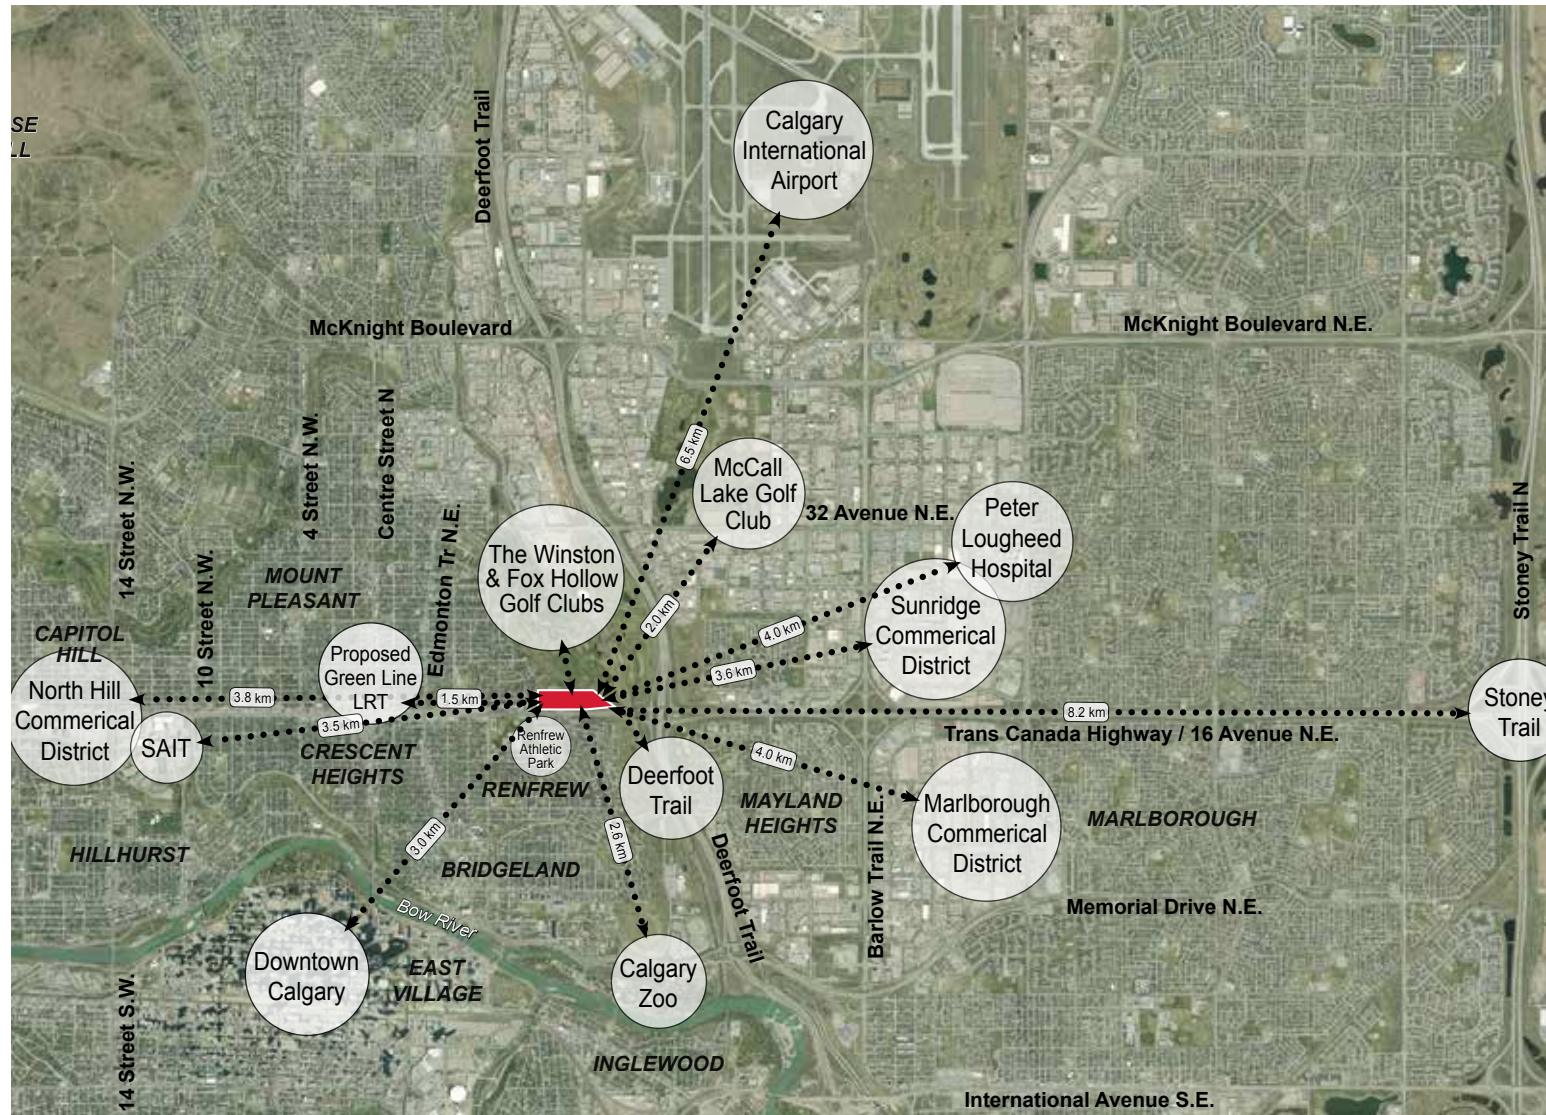 SE
LL
Deerfoot Trail
Calgary
International
Airport
McKnight Boulevard
McKnight Boulevard N.E.
6.5 km
McCall
Lake Golf
Club
32 Avenue N.E.
Peter
Lougheed
Hospital
14 Street N.W.
10 Street N.W.
4 Street N.W.
Centre Street N
Edmonton Tr N.E.
MOUNT
PLEASANT
The Winston
& Fox Hollow
Golf Clubs
2.0 km
4.0 km
3.6 km
Sunridge
Commerical
District
Stoney Trail N
CAPITOL
HILL
North Hill
Commerical
District
SAIT
Proposed
Green Line
LRT
3.8 km
1.5 km
3.5 km
CRESCENT
HEIGHTS
Renfrew
Athletic
Park
RENFREW
Deerfoot
Trail
8.2 km
Trans Canada Highway / 16 Avenue N.E.
Stoney
Trail
4.0 km
MAYLAND
HEIGHTS
Barlow Trail N.E.
Marlborough
Commerical
District
MARLBOROUGH
HILLHURST
3.0 km
BRIDGELAND
2.6 km
Deerfoot Trail
Memorial Drive N.E.
Bow River
Downtown
Calgary
EAST
VILLAGE
Calgary
Zoo
14 Street S.W.
INGLEWOOD
International Avenue S.E.